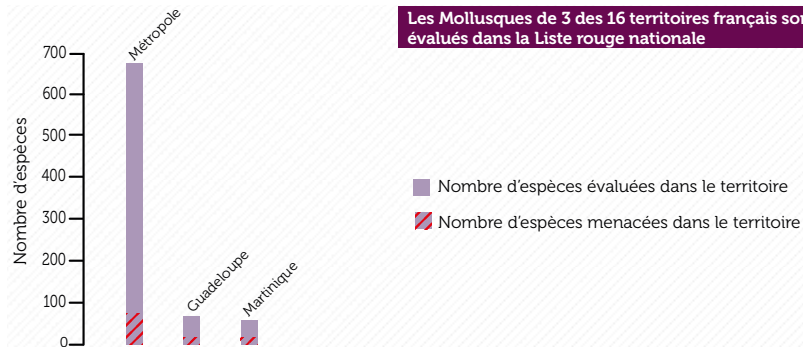 Les Mollusques de 3 des 16 territoires français so
évalués dans la Liste rouge nationale
Nombre d'espèces
700
600
500
400
300
200
100
0
Métropole
Guadeloupe
Martinique
Nombre d'espèces évaluées dans le territoire
Nombre d'espèces menacées dans le territoire